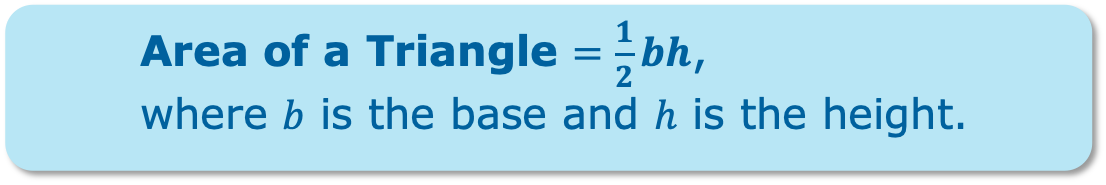 Area of a Triangle = 1/2 bh,
where b is the base and h is the height.